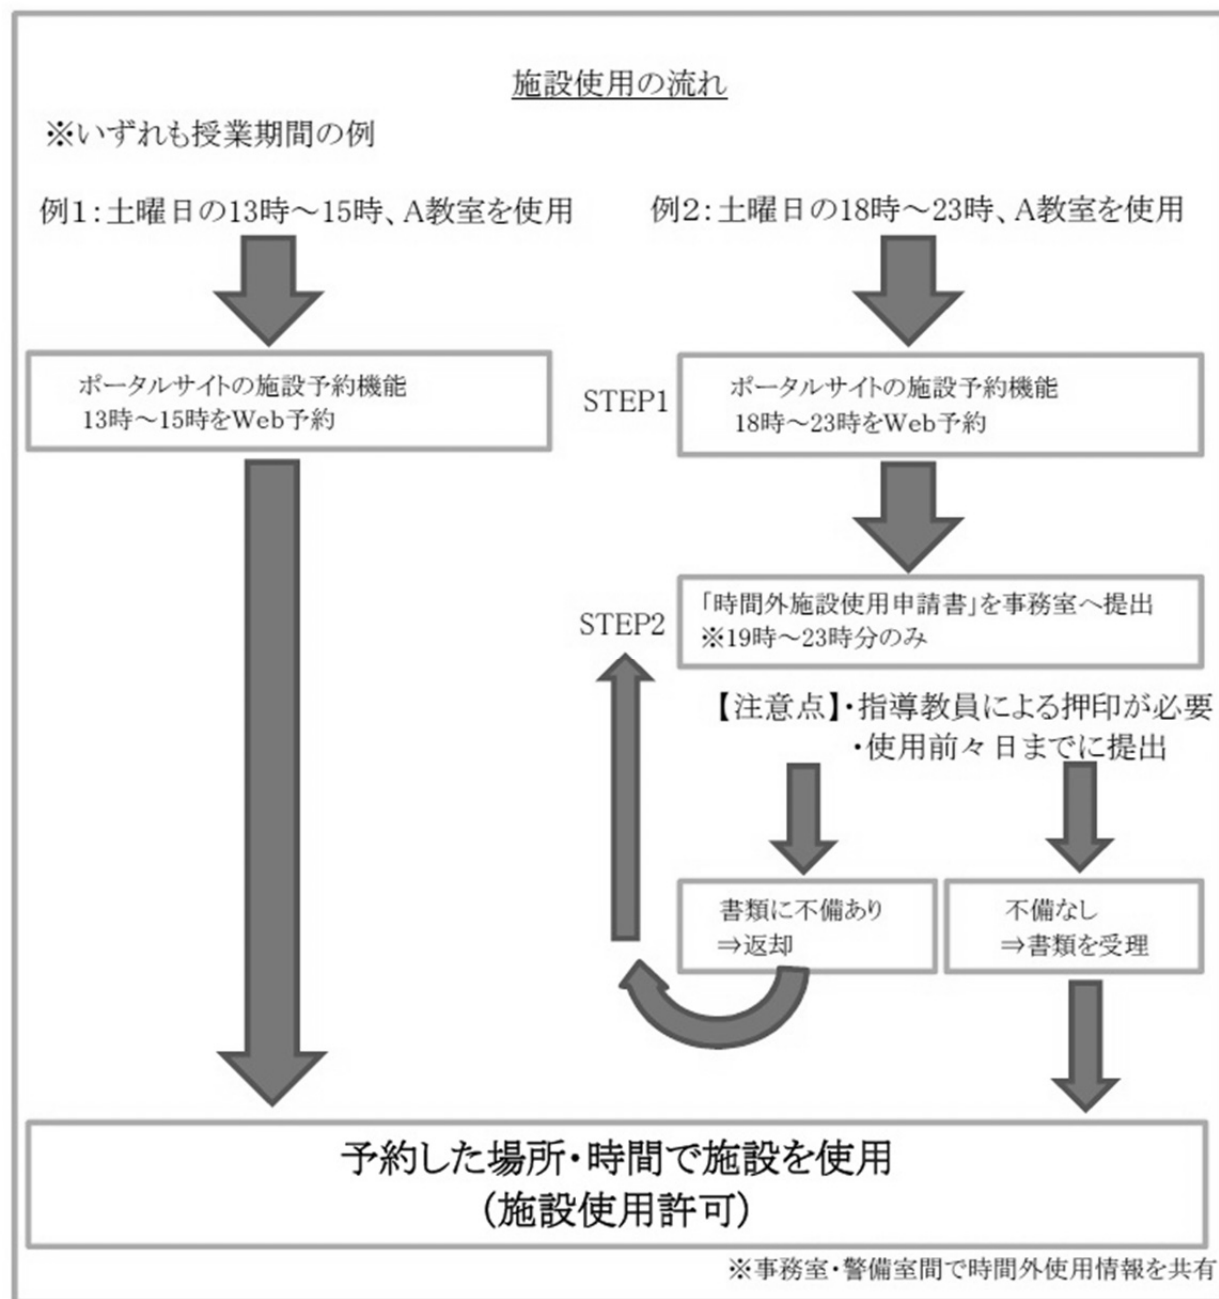 施設使用の流れ
※いずれも授業期間の例
例1:土曜日の13時～15時、A教室を使用
ポータルサイトの施設予約機能
13時～15時をWeb予約
例2:土曜日の18時～23時、A教室を使用
STEP1
ポータルサイトの施設予約機能
18時～23時をWeb予約
STEP2
「時間外施設使用申請書」を事務室へ提出
※19時～23時分のみ
【注意点】・指導教員による押印が必要
・使用前々日までに提出
書類に不備あり
⇒返却
不備なし
⇒書類を受理
予約した場所・時間で施設を使用
(施設使用許可)
※事務室・警備室間で時間外使用情報を共有